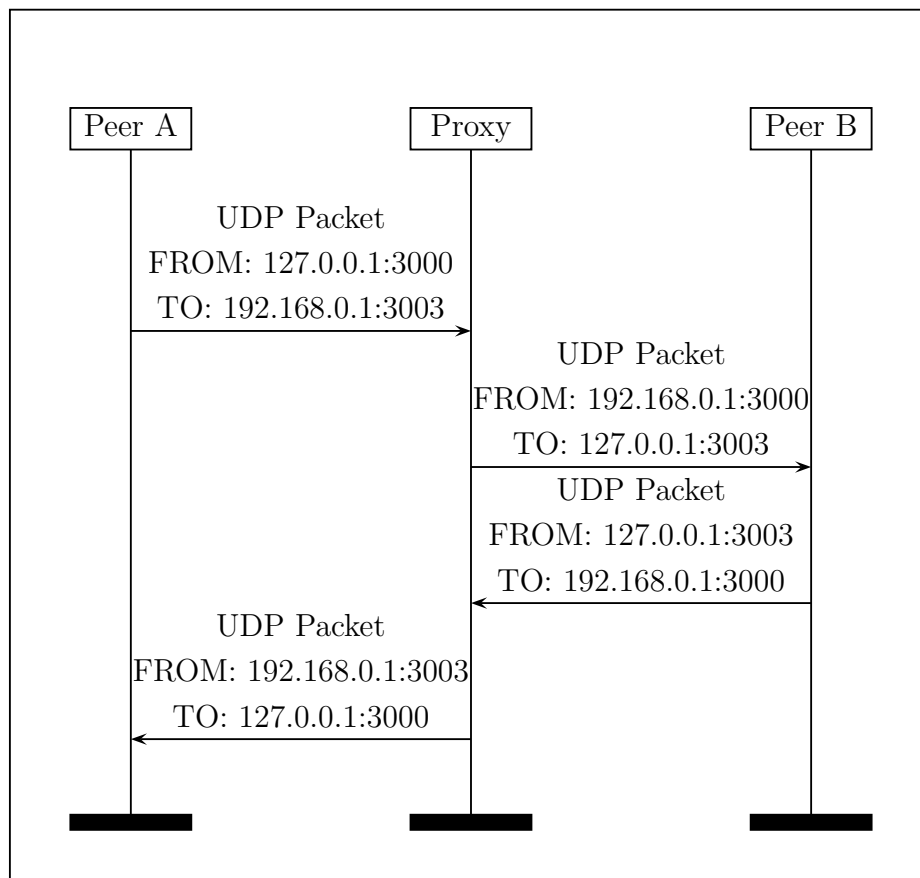 Peer A
Proxy
Peer B
UDP Packet
FROM: 127.0.0.1:3000
TO: 192.168.0.1:3003
UDP Packet
FROM: 192.168.0.1:3000
TO: 127.0.0.1:3003
UDP Packet
FROM: 127.0.0.1:3003
TO: 192.168.0.1:3000
UDP Packet
FROM: 192.168.0.1:3003
TO: 127.0.0.1:3000